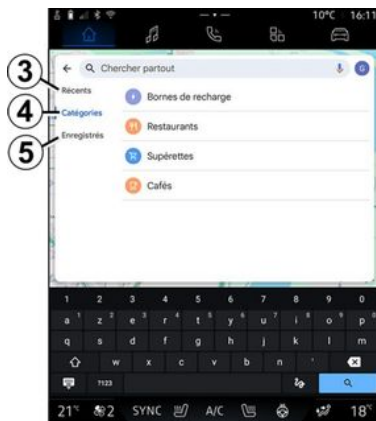 10°C 16:11
Chercher partout G
3 Récents
Bornes de recharge
4 Catégories
Restaurants
5 Enregistrés
Supérettes
Cafés
1 2 3 4 5 6 7 8 9 0
a z e r t y u i o p
q s d f g h j k l m
w x c v b n '
?123
21° 2 SYNC A/C 18°